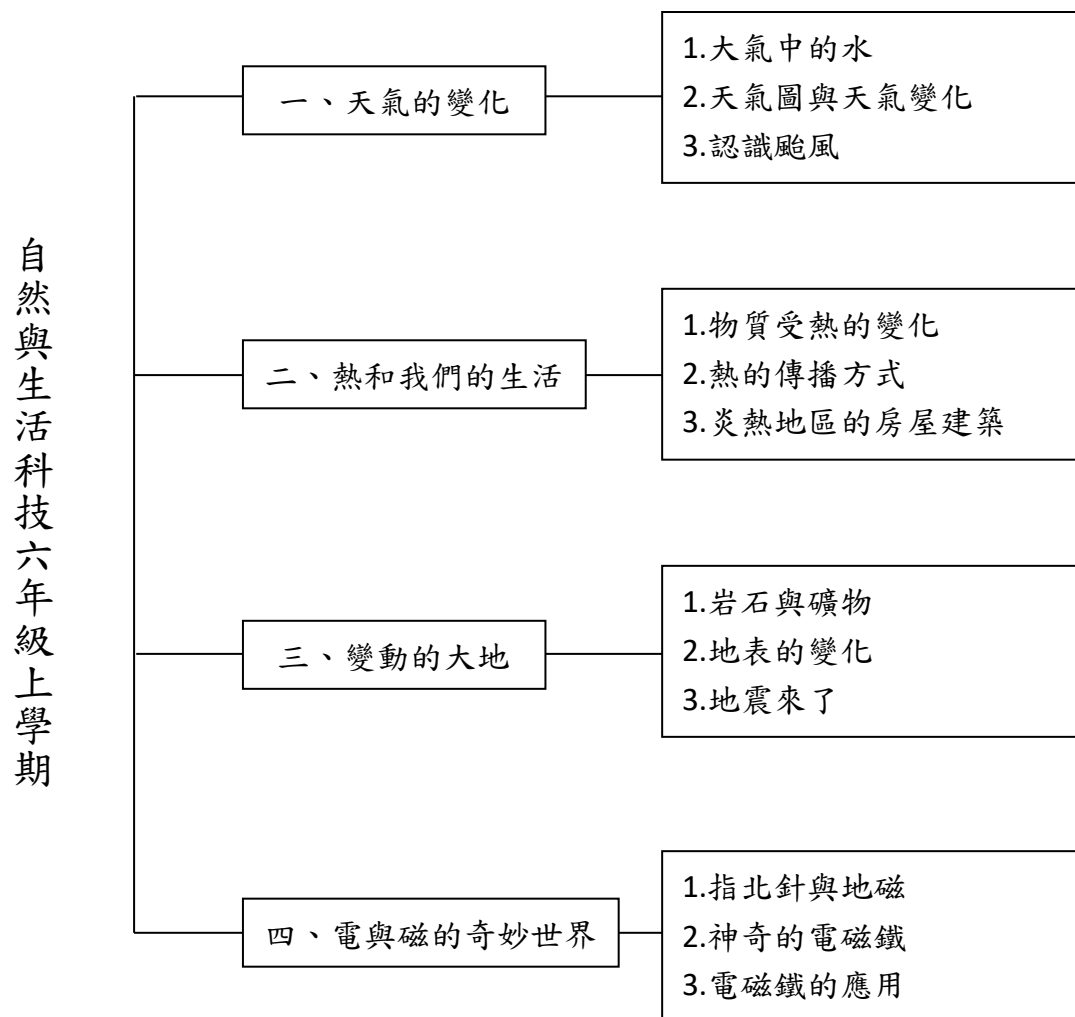 自然與生活科技六年級上學期
一、天氣的變化
1.大氣中的水
2.天氣圖與天氣變化
3.認識颱風
二、熱和我們的生活
1.物質受熱的變化
2.熱的傳播方式
3.炎熱地區的房屋建築
三、變動的大地
1.岩石與礦物
2.地表的變化
3.地震來了
四、電與磁的奇妙世界
1.指北針與地磁
2.神奇的電磁鐵
3.電磁鐵的應用